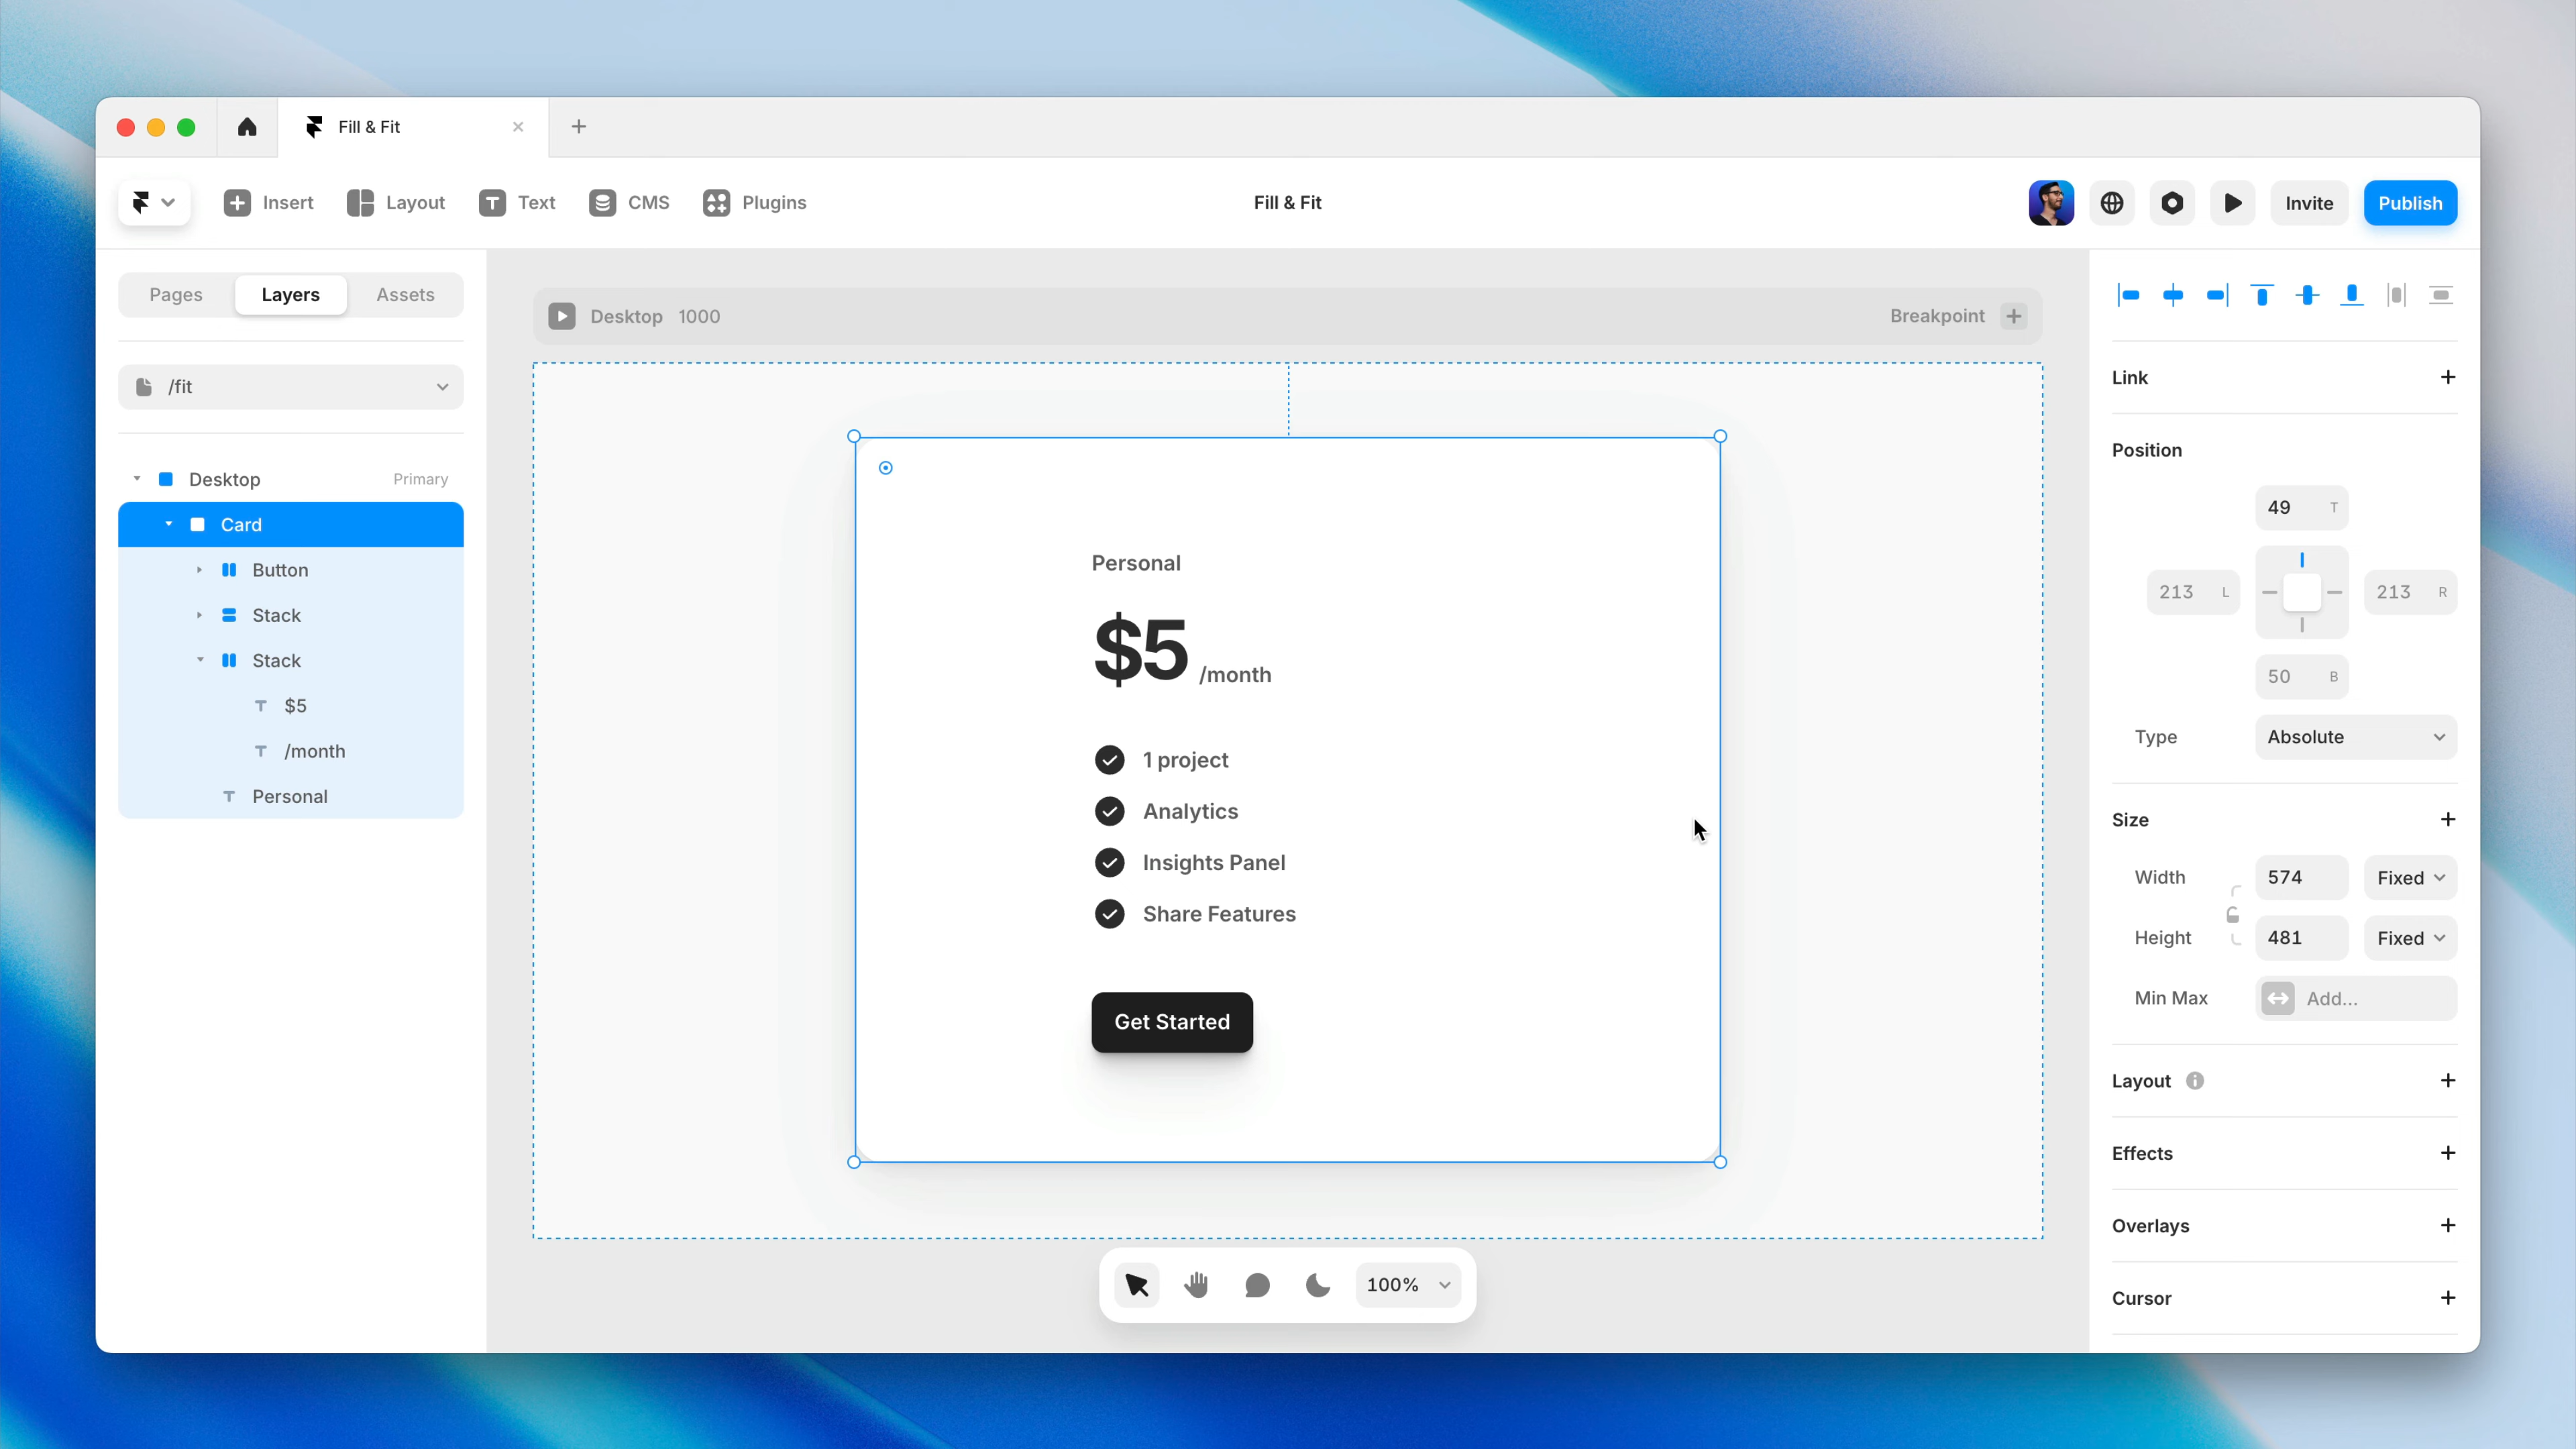 Fill & Fit
Insert
Layout
Text
CMS
Plugins
Fill & Fit
Invite
Publish
Pages
Layers
Assets
/fit
Desktop
Primary
Card
Button
Stack
Stack
$5
/month
Personal
Desktop 1000
Breakpoint
Personal
$5 /month
1 project
Analytics
Insights Panel
Share Features
Get Started
100%
Link
Position
49 T
213 L
213 R
50 B
Type
Absolute
Size
Width
574
Fixed
Height
481
Fixed
Min Max
Add...
Layout
Effects
Overlays
Cursor